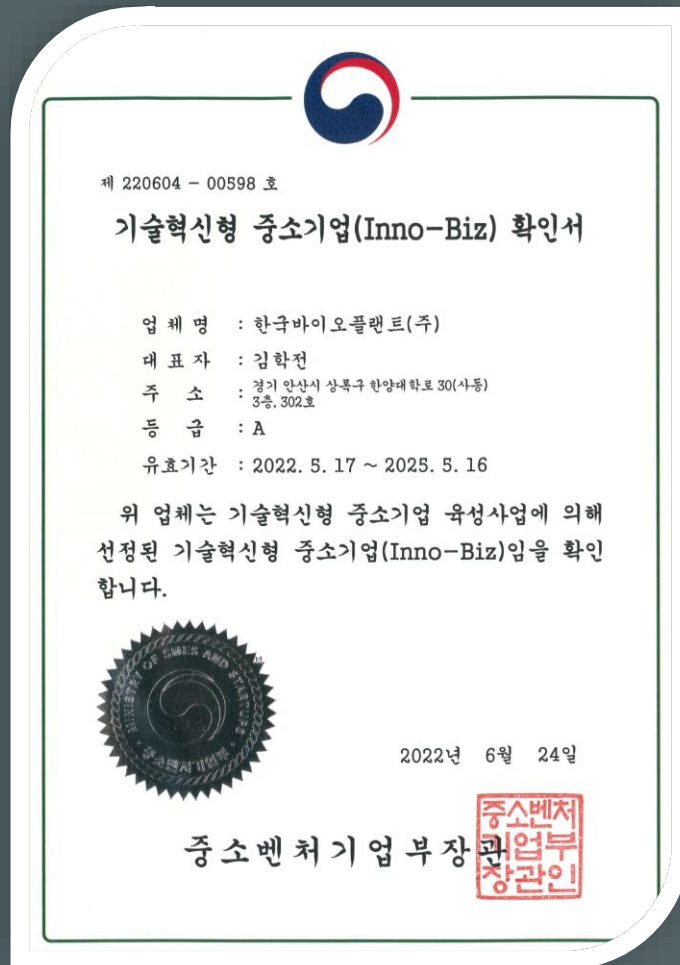 제 220604 - 00598 호
기술혁신형 중소기업(Inno-Biz) 확인서
업 체 명 : 한국바이오플랜트(주)
대 표 자 : 김학전
주 소 : 경기 안산시 상록구 한양대학로 30(사동)
3층, 302호
등 급 : A
유효기간 : 2022. 5. 17 ~ 2025. 5. 16
위 업체는 기술혁신형 중소기업 육성사업에 의해
선정된 기술혁신형 중소기업(Inno-Biz)임을 확인
합니다.
MINISTRY OF SMES AND STARTUPS
중소벤처기업부
2022년 6월 24일
중소벤처기업부장관
중소벤처
기업부
장관인